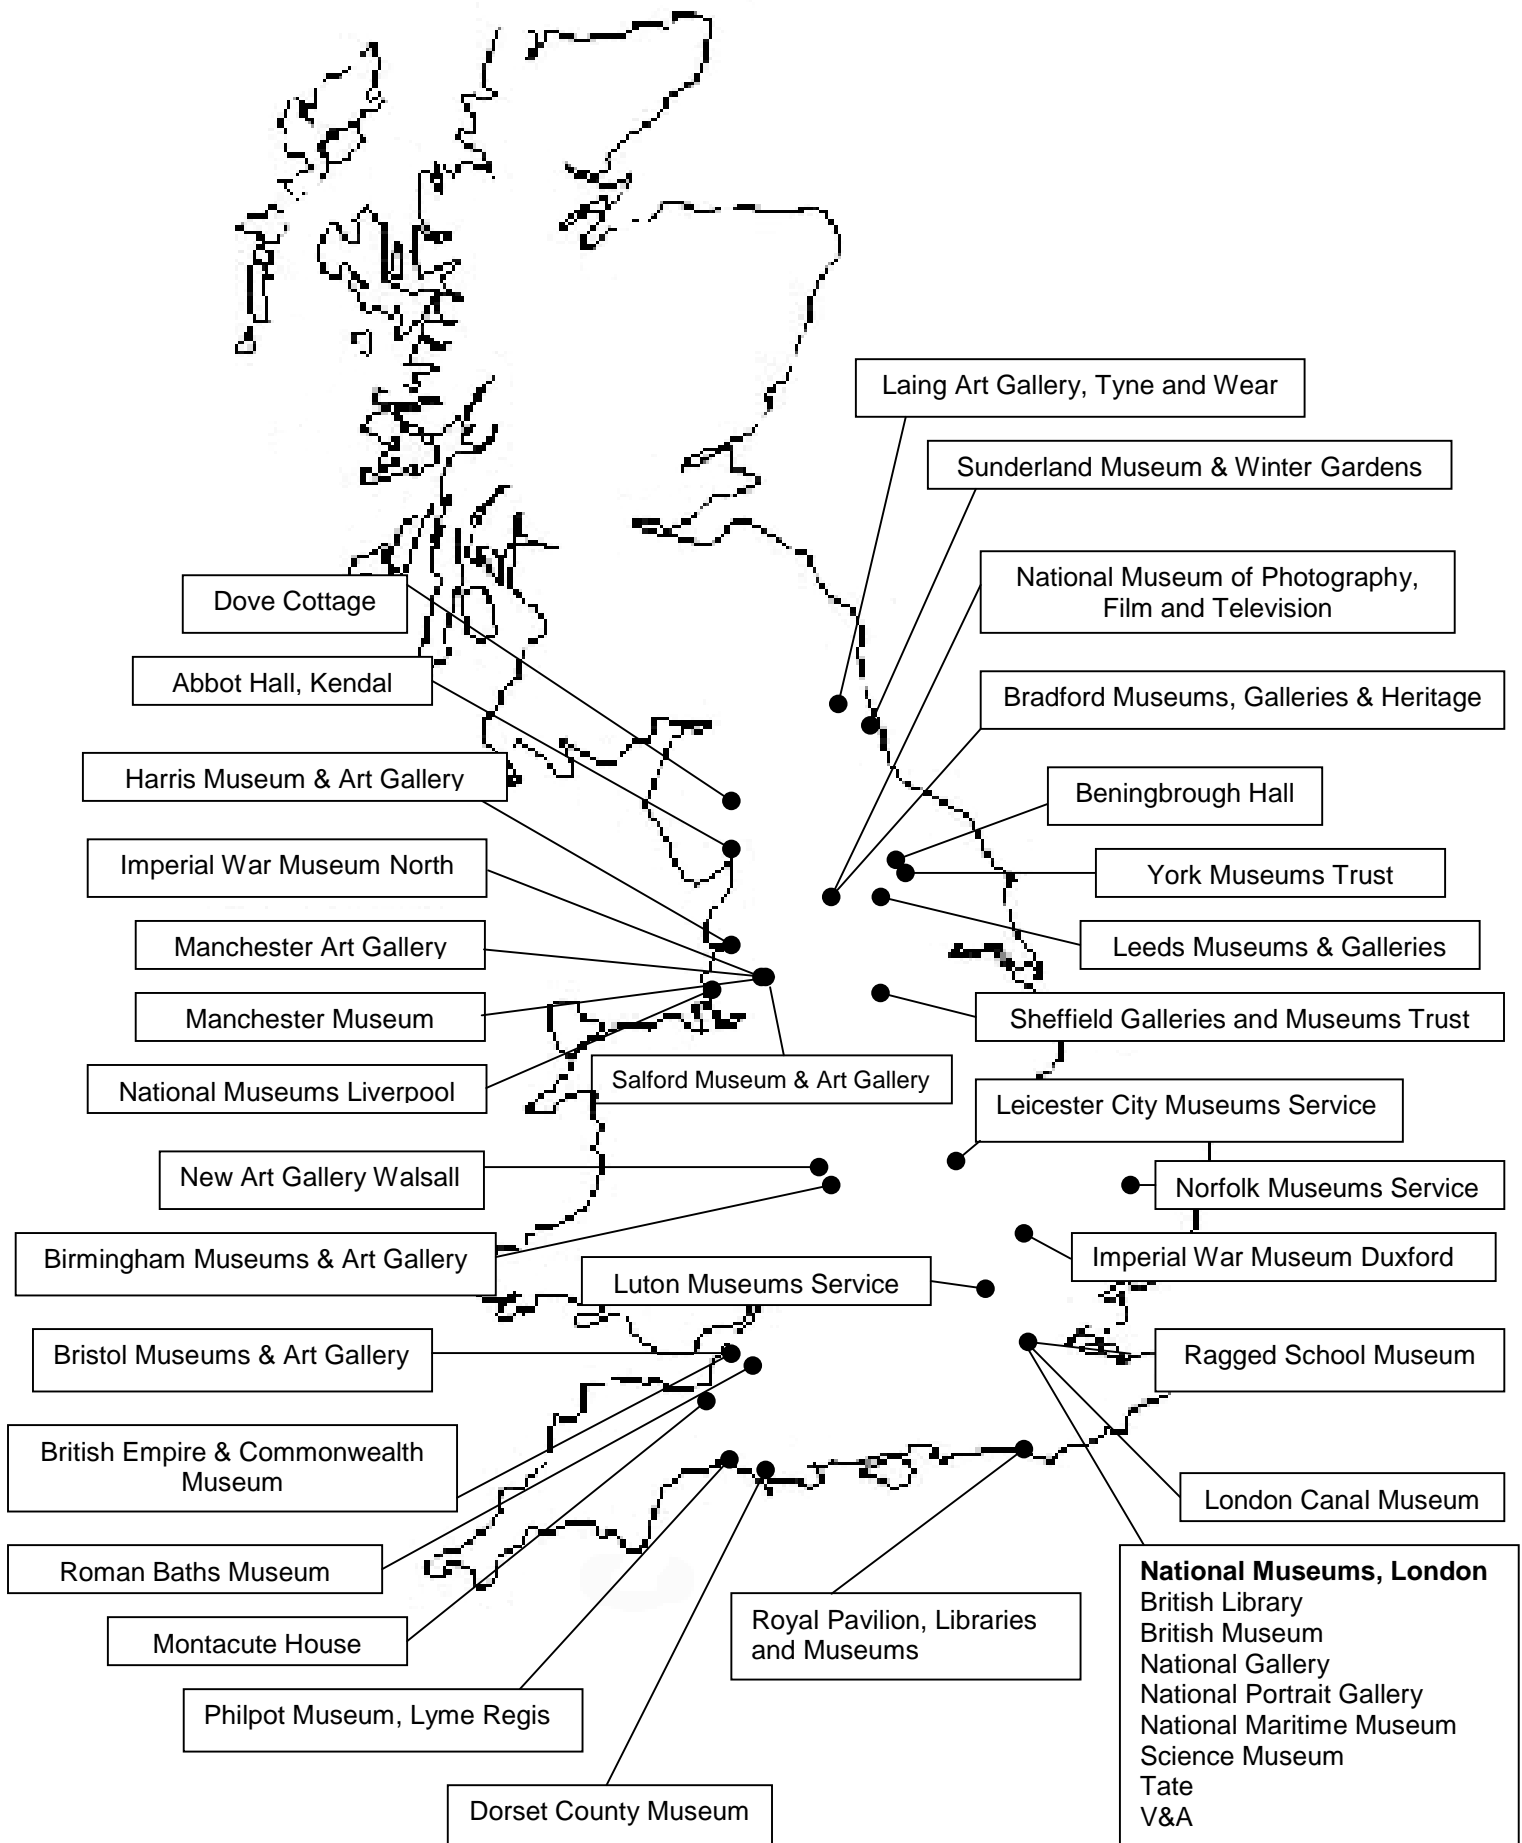 Laing Art Gallery, Tyne and Wear
Sunderland Museum & Winter Gardens
National Museum of Photography,
Film and Television
Dove Cottage
Abbot Hall, Kendal
Bradford Museums, Galleries & Heritage
Harris Museum & Art Gallery
Beningbrough Hall
Imperial War Museum North
York Museums Trust
Manchester Art Gallery
Leeds Museums & Galleries
Manchester Museum
Sheffield Galleries and Museums Trust
National Museums Liverpool
Salford Museum & Art Gallery
Leicester City Museums Service
New Art Gallery Walsall
Norfolk Museums Service
Birmingham Museums & Art Gallery
Imperial War Museum Duxford
Luton Museums Service
Bristol Museums & Art Gallery
Ragged School Museum
British Empire & Commonwealth
Museum
London Canal Museum
Roman Baths Museum
Montacute House
Royal Pavilion, Libraries
and Museums
Philpot Museum, Lyme Regis
Dorset County Museum
National Museums, London
British Library
British Museum
National Gallery
National Portrait Gallery
National Maritime Museum
Science Museum
Tate
V&A